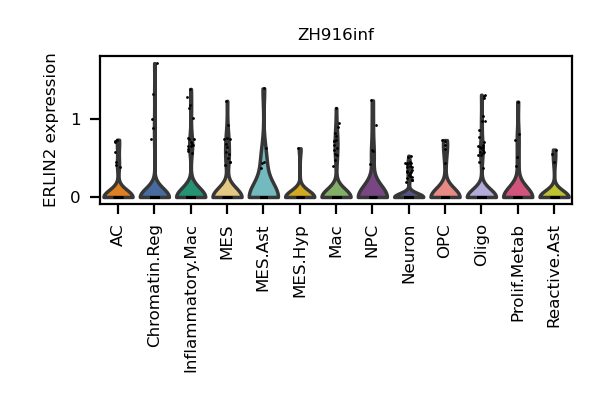 ZH916inf
ERLIN2 expression
1
0
AC
Chromatin.Reg
Inflammatory.Mac
MES
MES.Ast
MES.Hyp
Mac
NPC
Neuron
OPC
Oligo
Prolif.Metab
Reactive.Ast